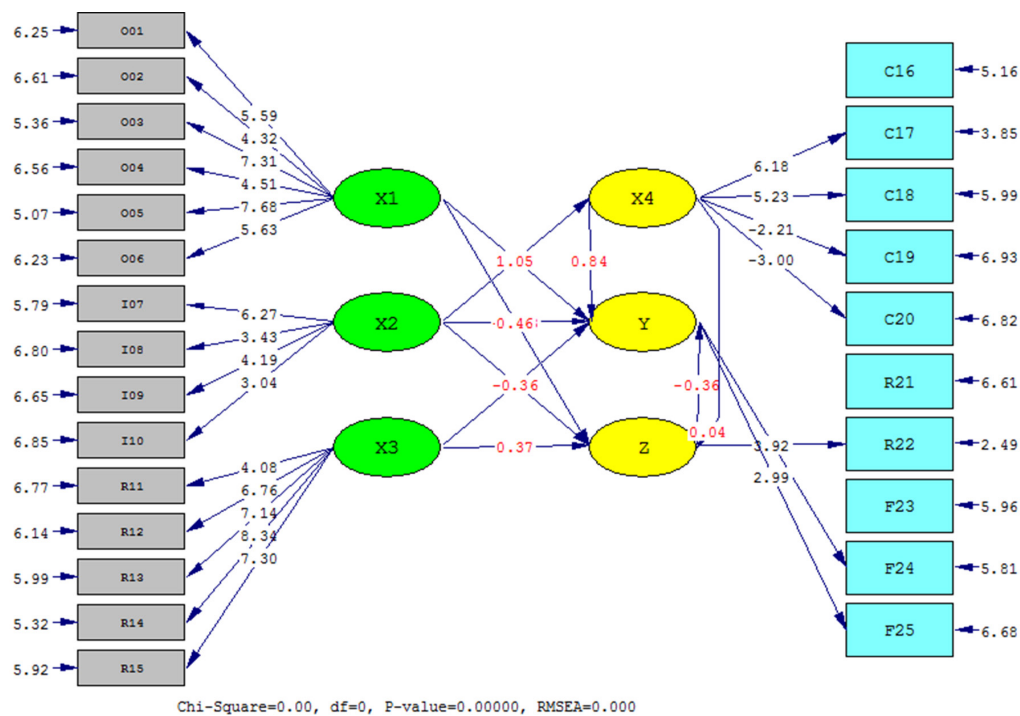 6.25 O01
6.61 O02
5.36 O03
6.56 O04
5.07 O05
6.23 O06
5.79 I07
6.80 I08
6.65 I09
6.85 I10
6.77 R11
6.14 R12
5.99 R13
5.32 R14
5.92 R15
5.59
4.32
7.31
4.51
7.68
5.63
6.27
3.43
4.19
3.04
4.08
6.76
7.14
8.34
7.30
X1
X2
X3
1.05
0.84
-0.36
0.37
-0.36
0.04
X4
Y
Z
6.18
5.23
-2.21
-3.00
3.92
2.99
C16 5.16
C17 3.85
C18 5.99
C19 6.93
C20 6.82
R21 6.61
R22 2.49
F23 5.96
F24 5.81
F25 6.68
Chi-Square=0.00, df=0, P-value=0.00000, RMSEA=0.000